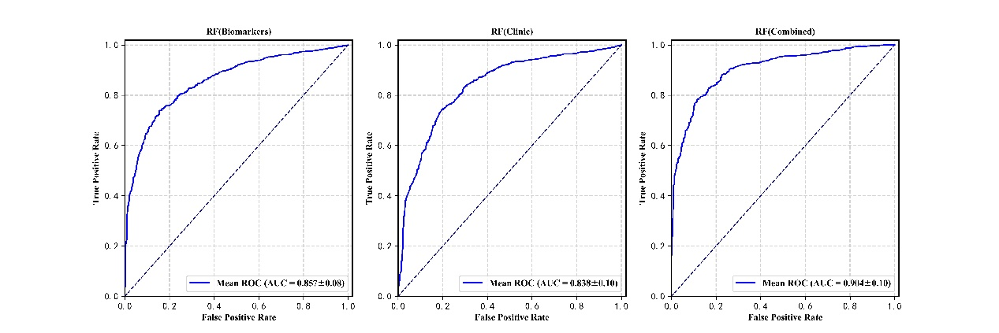 RF(Biomarkers)
1.0
0.8
0.6
0.4
0.2
0.0
True Positive Rate
Mean ROC (AUC = 0.857±0.08)
0.0 0.2 0.4 0.6 0.8 1.0
False Positive Rate
RF(Clinic)
1.0
0.8
0.6
0.4
0.2
0.0
True Positive Rate
Mean ROC (AUC = 0.838±0.10)
0.0 0.2 0.4 0.6 0.8 1.0
False Positive Rate
RF(Combined)
1.0
0.8
0.6
0.4
0.2
0.0
True Positive Rate
Mean ROC (AUC = 0.904±0.10)
0.0 0.2 0.4 0.6 0.8 1.0
False Positive Rate